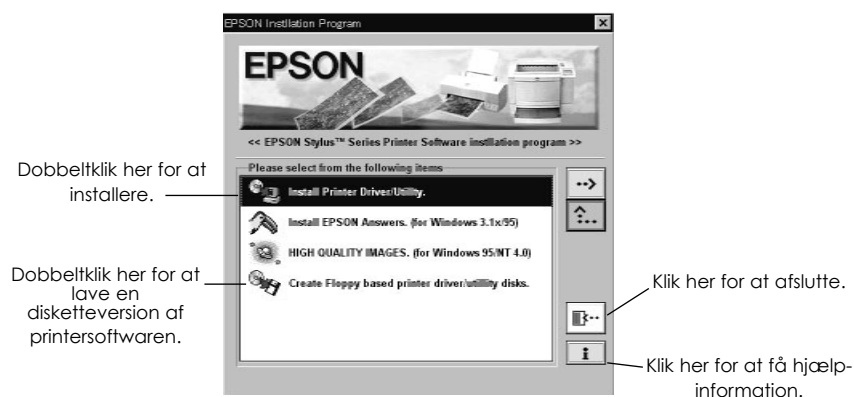 EPSON Instllation Program
EPSON
<< EPSON Stylus™ Series Printer Software instllation program >>
Please select from the following items
Install Printer Driver/Utility.
Install EPSON Answers. (for Windows 3.1x/95)
HIGH QUALITY IMAGES. (for Windows 95/NT 4.0)
Create Floppy based printer driver/utility disks.
Dobbeltklik her for at
installere.
Dobbeltklik her for at
lave en
disketteversion af
printersoftwaren.
Klik her for at afslutte.
Klik her for at få hjælp-
information.